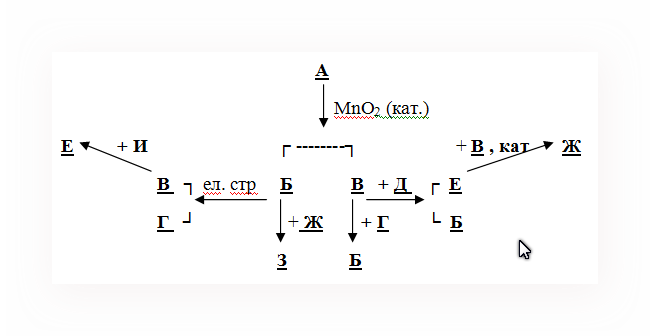 А
MnO₂ (кат.)
Е + И + В , кат Ж
В ел. стр Б В + Д Е
Г + Ж + Г Б
З Б